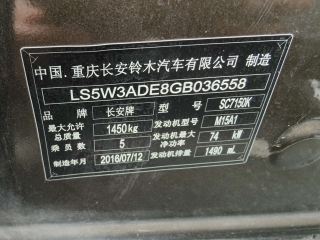 中国.重庆长安铃木汽车有限公司 制造
LS5W3ADE8GB036558
品 牌 长安牌 型 号 SC7150K
最大允许总质量 1450kg 发动机型号 M15A1
乘员数 5 发动机最大净功率 74 kW
制造年月 2016/07/12 发动机排量 1490 mL